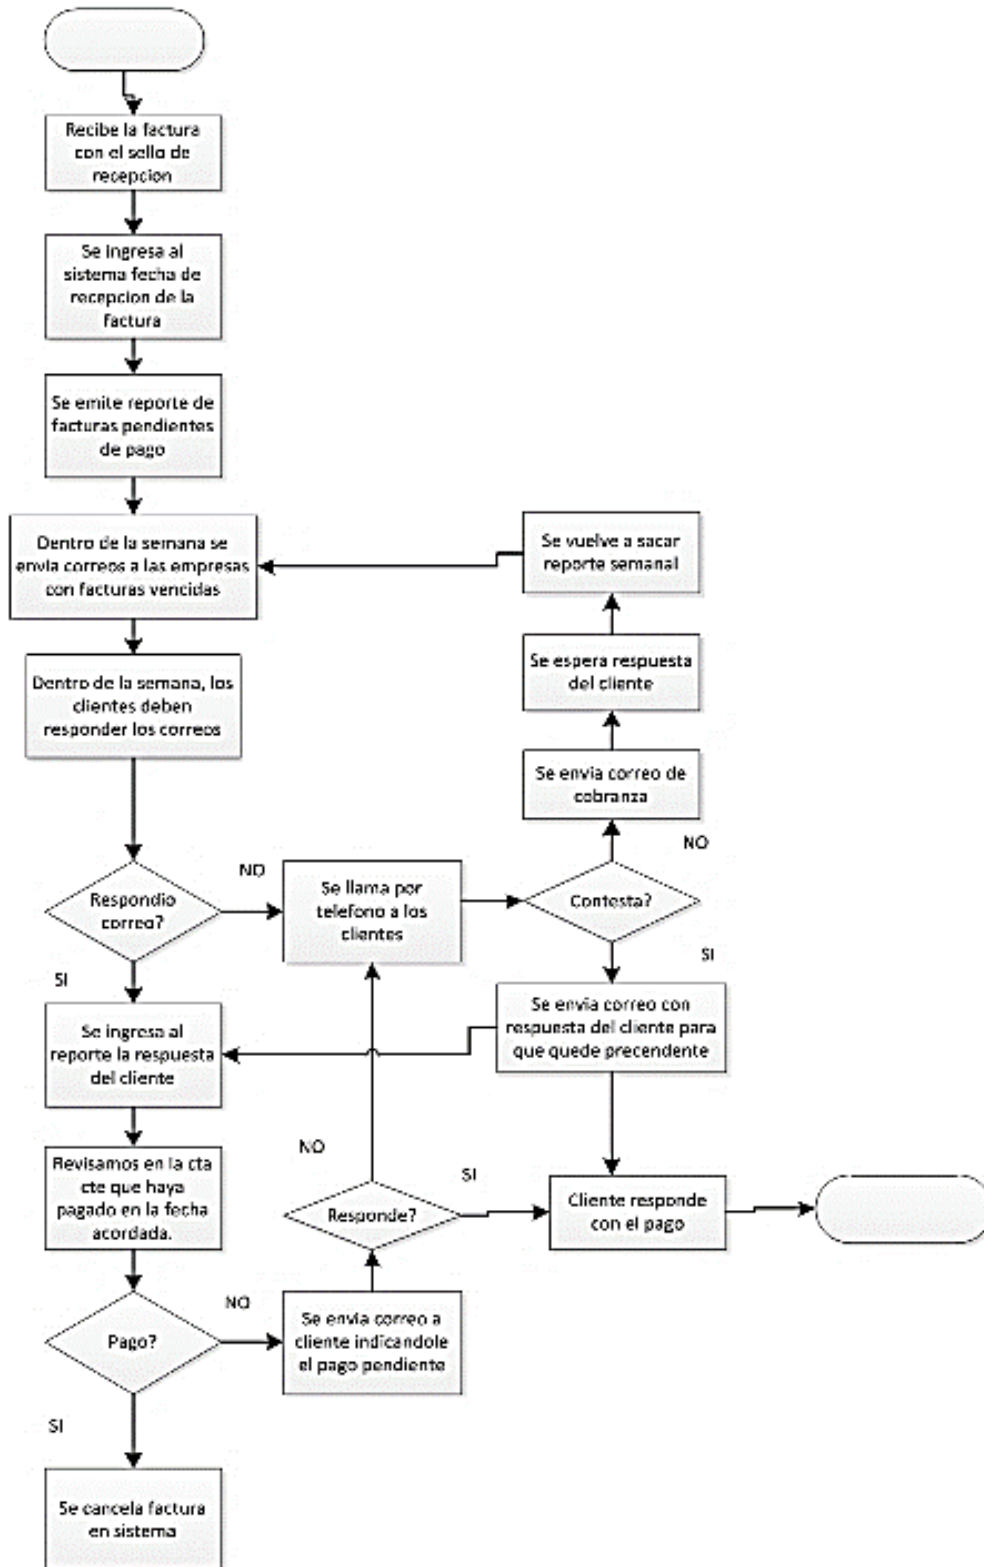 Recibe la factura
con el sello de
recepcion
Se ingresa al
sistema fecha de
recepcion de la
factura
Se emite reporte de
facturas pendientes
de pago
Dentro de la semana se
envia correos a las empresas
con facturas vencidas
Se vuelve a sacar
reporte semanal
Dentro de la semana, los
clientes deben
responder los correos
Se espera respuesta
del cliente
Se envia correo de
cobranza
NO
Respondio
correo?
NO
Se llama por
telefono a los
clientes
Contesta?
SI
SI
Se ingresa al
reporte la respuesta
del cliente
Se envia correo con
respuesta del cliente para
que quede precendente
Revisamos en la cta
cte que haya
pagado en la fecha
acordada.
NO
Responde?
SI
Cliente responde
con el pago
Pago?
NO
Se envia correo a
cliente indicandole
el pago pendiente
SI
Se cancela factura
en sistema